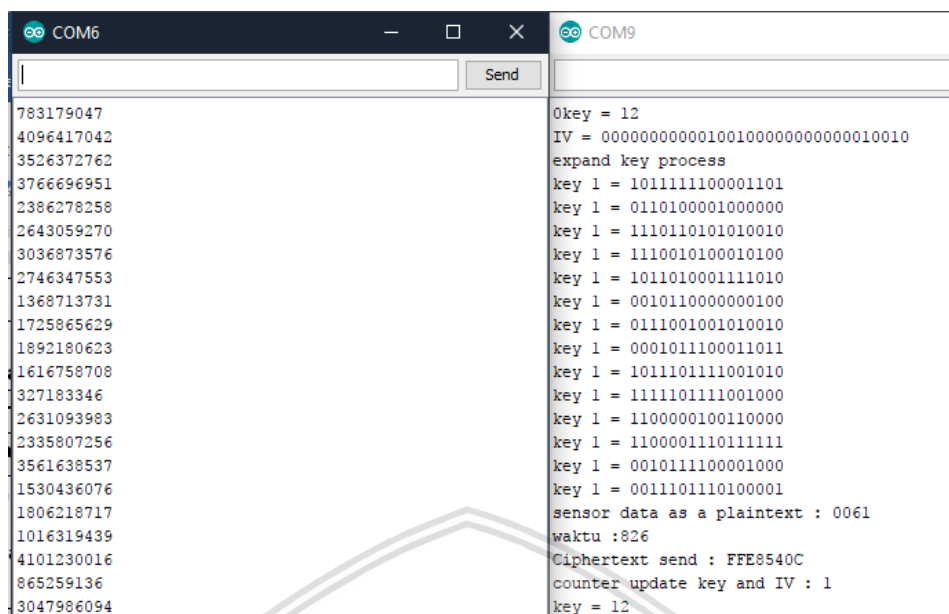 COM6
Send
783179047
4096417042
3526372762
3766696951
2386278258
2643059270
3036873576
2746347553
1368713731
1725865629
1892180623
1616758708
327183346
2631093983
2335807256
3561638537
1530436076
1806218717
1016319439
4101230016
865259136
3047986094
COM9
0key = 12
IV = 00000000000100100000000000010010
expand key process
key 1 = 1011111100001101
key 1 = 0110100001000000
key 1 = 1110110101010010
key 1 = 1110010100010100
key 1 = 1011010001111010
key 1 = 0010110000000100
key 1 = 0111001001010010
key 1 = 0001011100011011
key 1 = 1011101111001010
key 1 = 1111101111001000
key 1 = 1100000100110000
key 1 = 1100001110111111
key 1 = 0010111100001000
key 1 = 0011101110100001
sensor data as a plaintext : 0061
waktu :826
Ciphertext send : FFE8540C
counter update key and IV : 1
key = 12